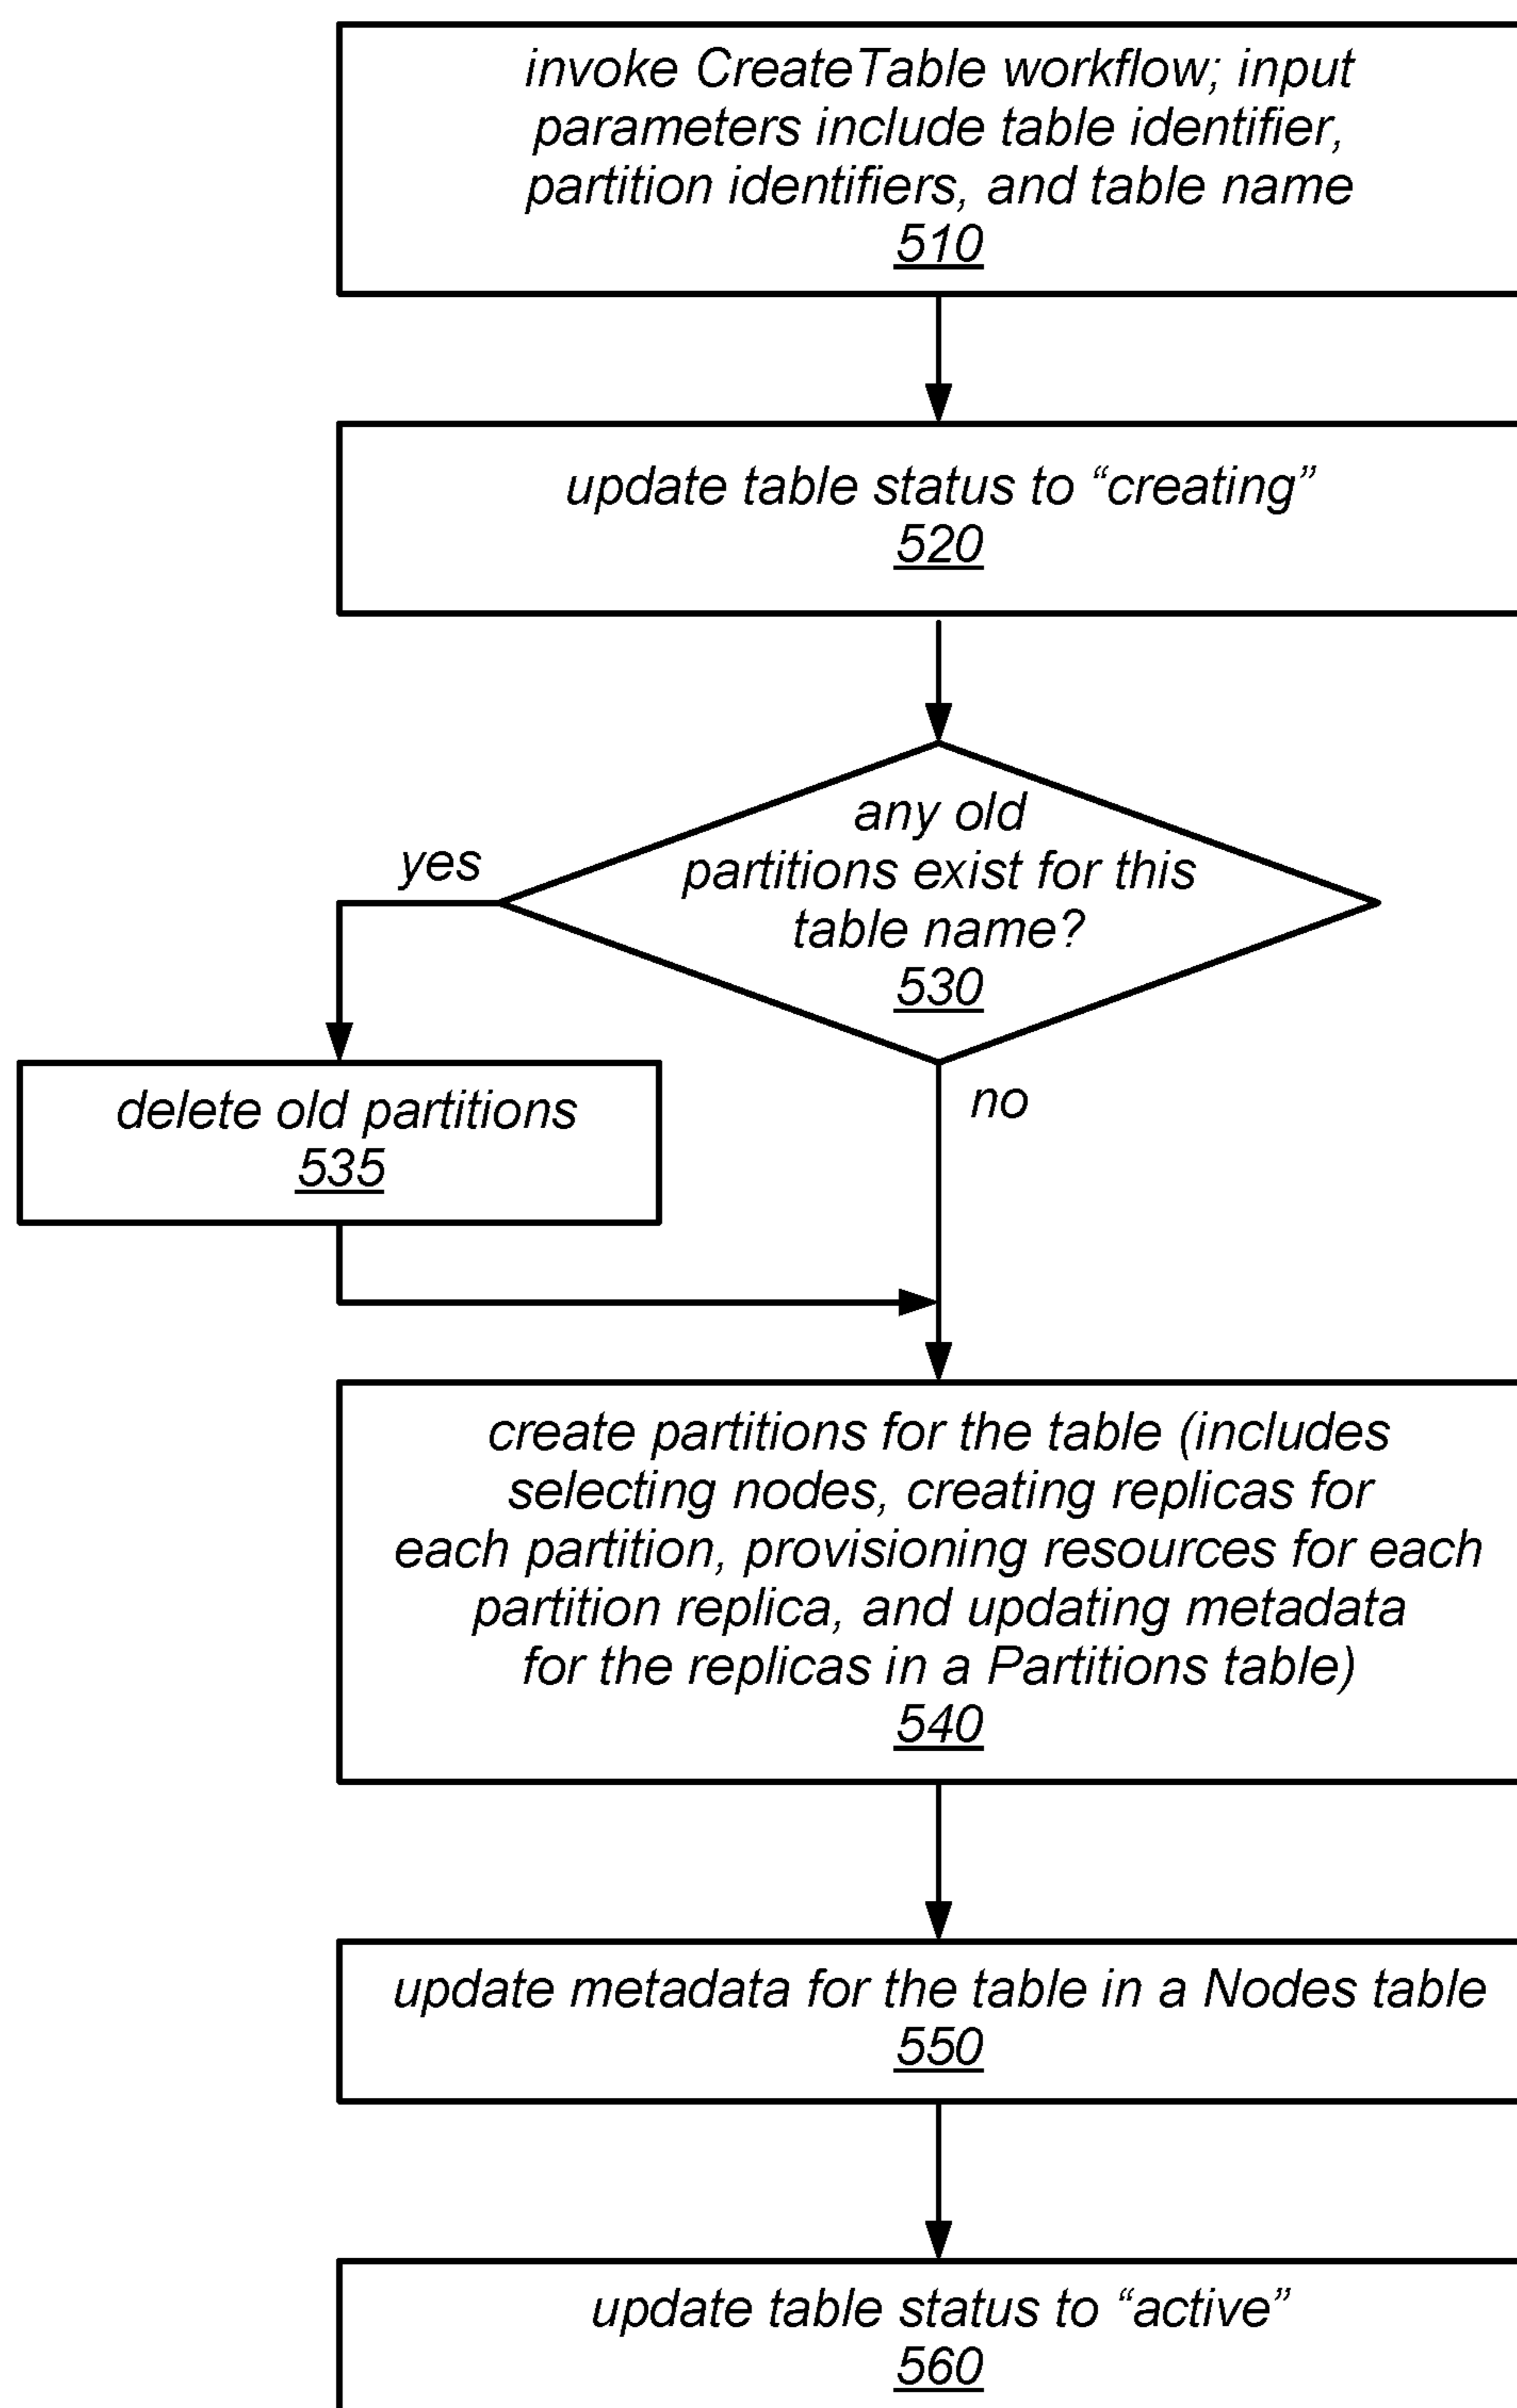 invoke CreateTable workflow; input
parameters include table identifier,
partition identifiers, and table name
510
update table status to “creating”
520
any old
partitions exist for this
table name?
530
yes
no
delete old partitions
535
create partitions for the table (includes
selecting nodes, creating replicas for
each partition, provisioning resources for each
partition replica, and updating metadata
for the replicas in a Partitions table)
540
update metadata for the table in a Nodes table
550
update table status to “active”
560